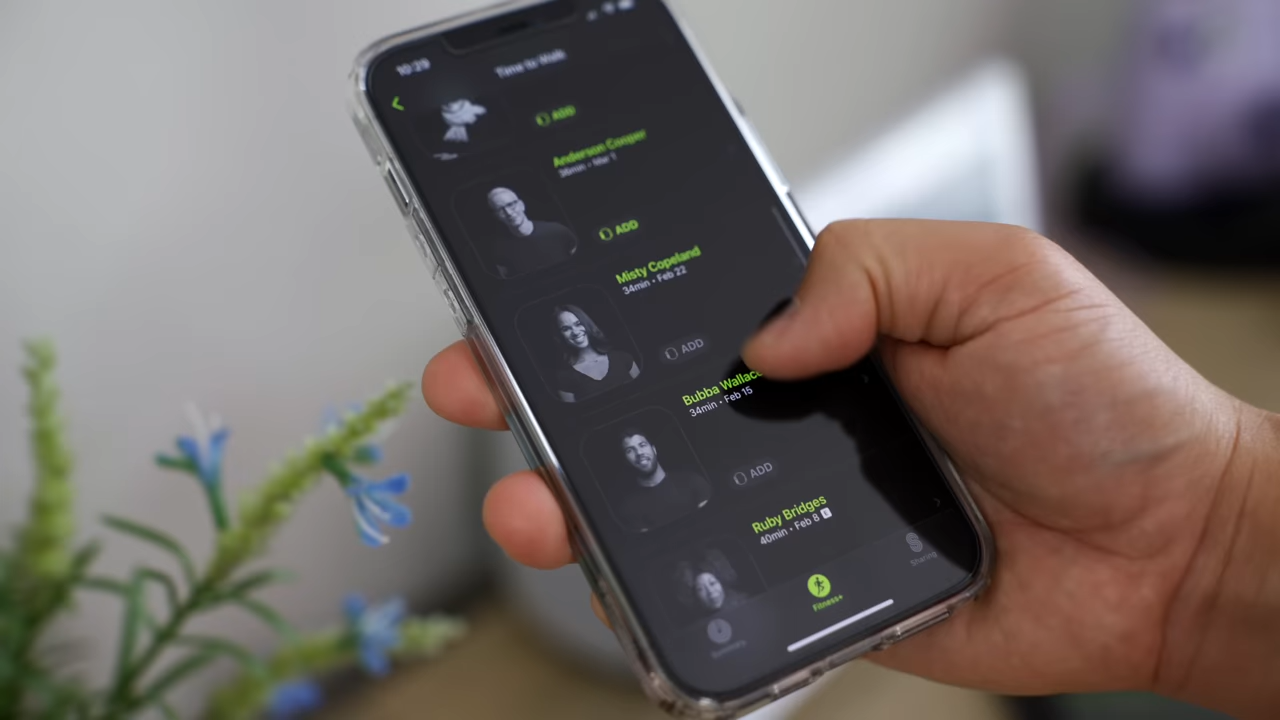 10:29
Time to Walk
ADD
Anderson Cooper
36min • Mar 1
ADD
Misty Copeland
34min • Feb 22
ADD
Bubba Wallace
34min • Feb 15
ADD
Ruby Bridges
40min • Feb 8 E
Summary
Fitness+
Sharing